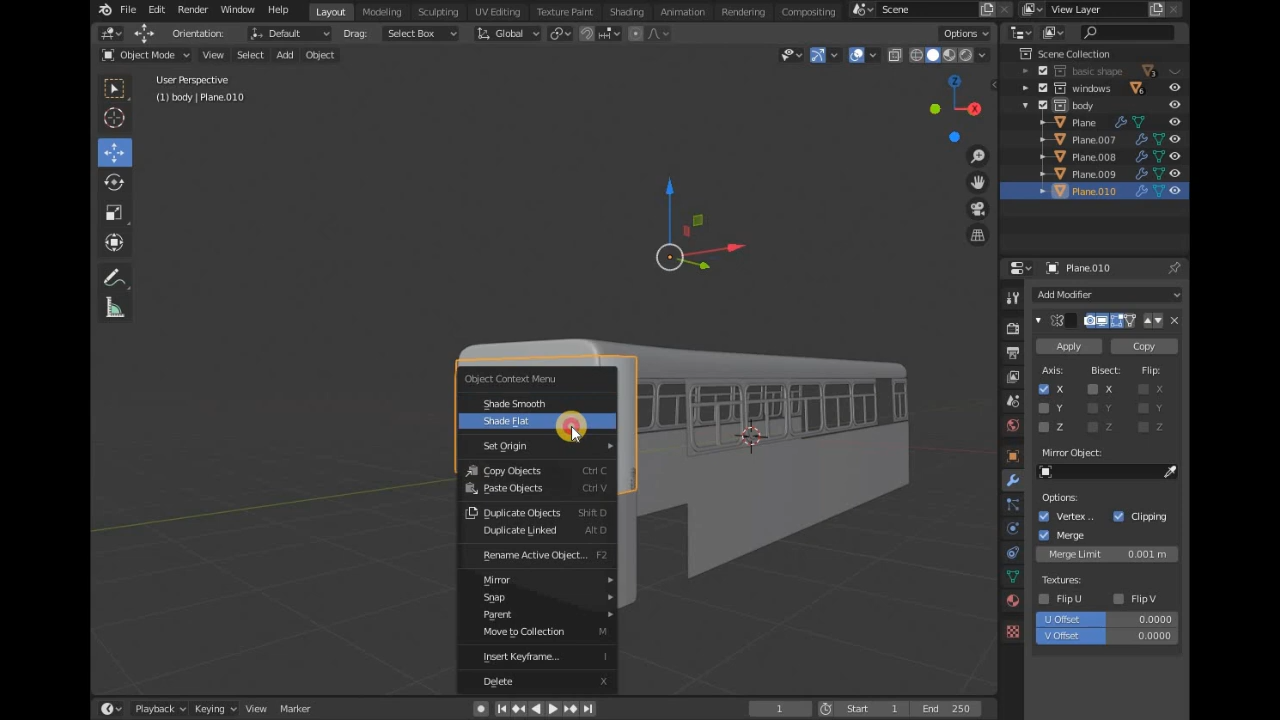 File Edit Render Window Help Layout Modeling Sculpting UV Editing Texture Paint Shading Animation Rendering Compositing Scene View Layer
Orientation: Default Drag: Select Box Global Options
Object Mode View Select Add Object
User Perspective
(1) body | Plane.010
Z
X
Scene Collection
basic shape 3
windows 6
body
Plane
Plane.007
Plane.008
Plane.009
Plane.010
Plane.010
Add Modifier
Apply Copy
Axis: Bisect: Flip:
X X X
Y Y Y
Z Z Z
Mirror Object:
Options:
Vertex .. Clipping
Merge
Merge Limit 0.001 m
Textures:
Flip U Flip V
U Offset 0.0000
V Offset 0.0000
Object Context Menu
Shade Smooth
Shade Flat
Set Origin
Copy Objects Ctrl C
Paste Objects Ctrl V
Duplicate Objects Shift D
Duplicate Linked Alt D
Rename Active Object... F2
Mirror
Snap
Parent
Move to Collection M
Insert Keyframe... I
Delete X
Playback Keying View Marker 1 Start 1 End 250